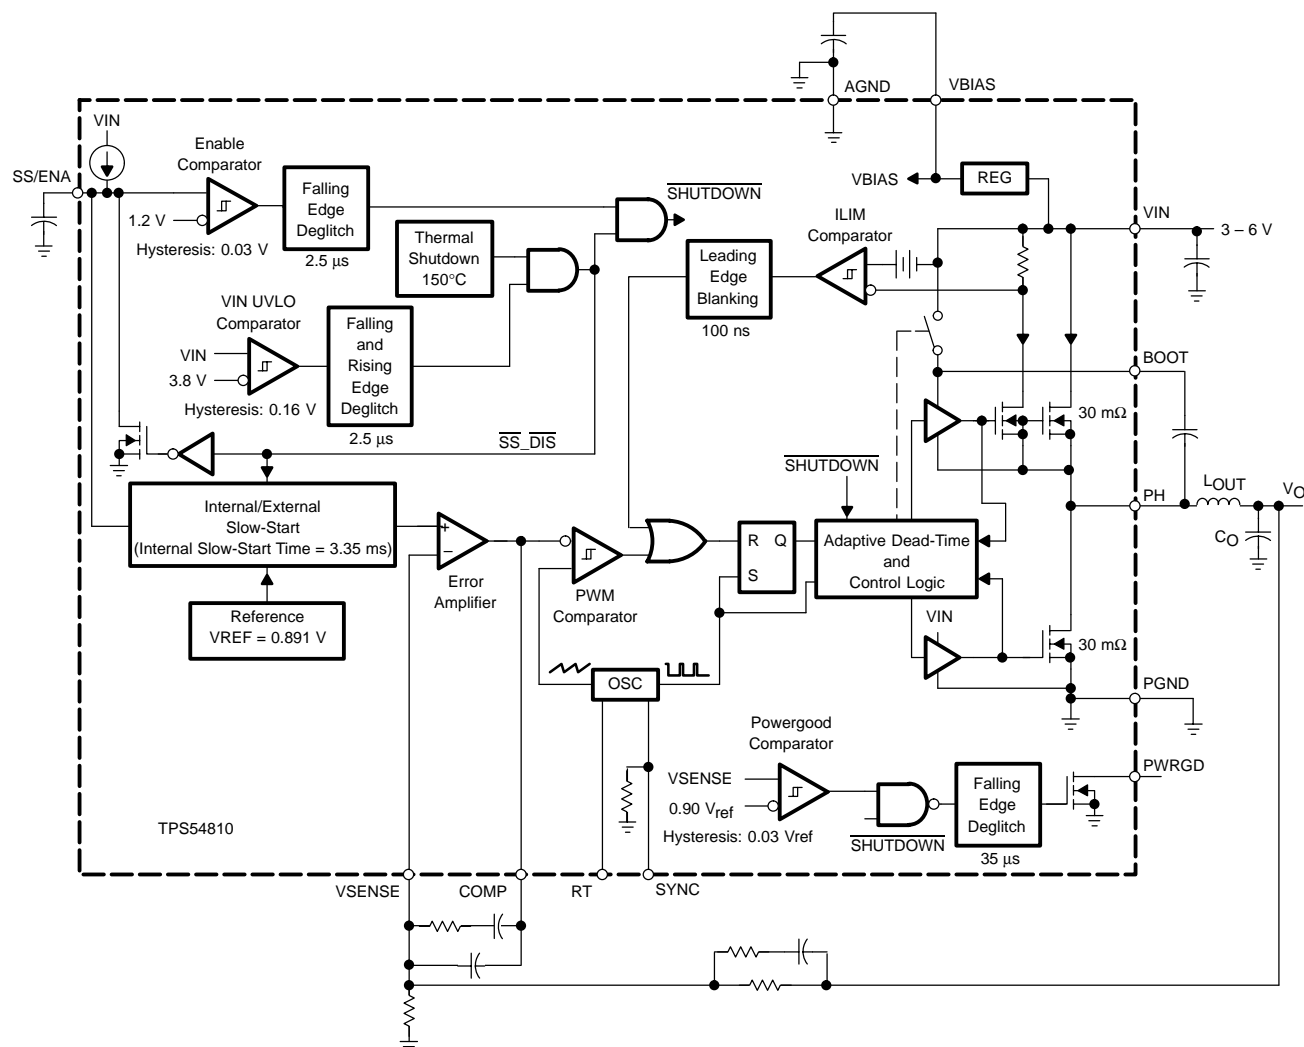 AGND
VBIAS
VIN
Enable
Comparator
SS/ENA
1.2 V
Hysteresis: 0.03 V
Falling
Edge
Deglitch
2.5 μs
SHUTDOWN
VBIAS
REG
VIN
3 – 6 V
ILIM
Comparator
Thermal
Shutdown
150°C
Leading
Edge
Blanking
100 ns
VIN UVLO
Comparator
VIN
3.8 V
Hysteresis: 0.16 V
Falling
and
Rising
Edge
Deglitch
2.5 μs
BOOT
30 mΩ
SS_DIS
SHUTDOWN
Internal/External
Slow-Start
(Internal Slow-Start Time = 3.35 ms)
+
−
Error
Amplifier
PWM
Comparator
R
Q
S
Adaptive Dead-Time
and
Control Logic
PH
LOUT
VO
CO
Reference
VREF = 0.891 V
VIN
30 mΩ
OSC
PGND
Powergood
Comparator
VSENSE
0.90 Vref
Hysteresis: 0.03 Vref
SHUTDOWN
Falling
Edge
Deglitch
35 μs
PWRGD
TPS54810
VSENSE
COMP
RT
SYNC